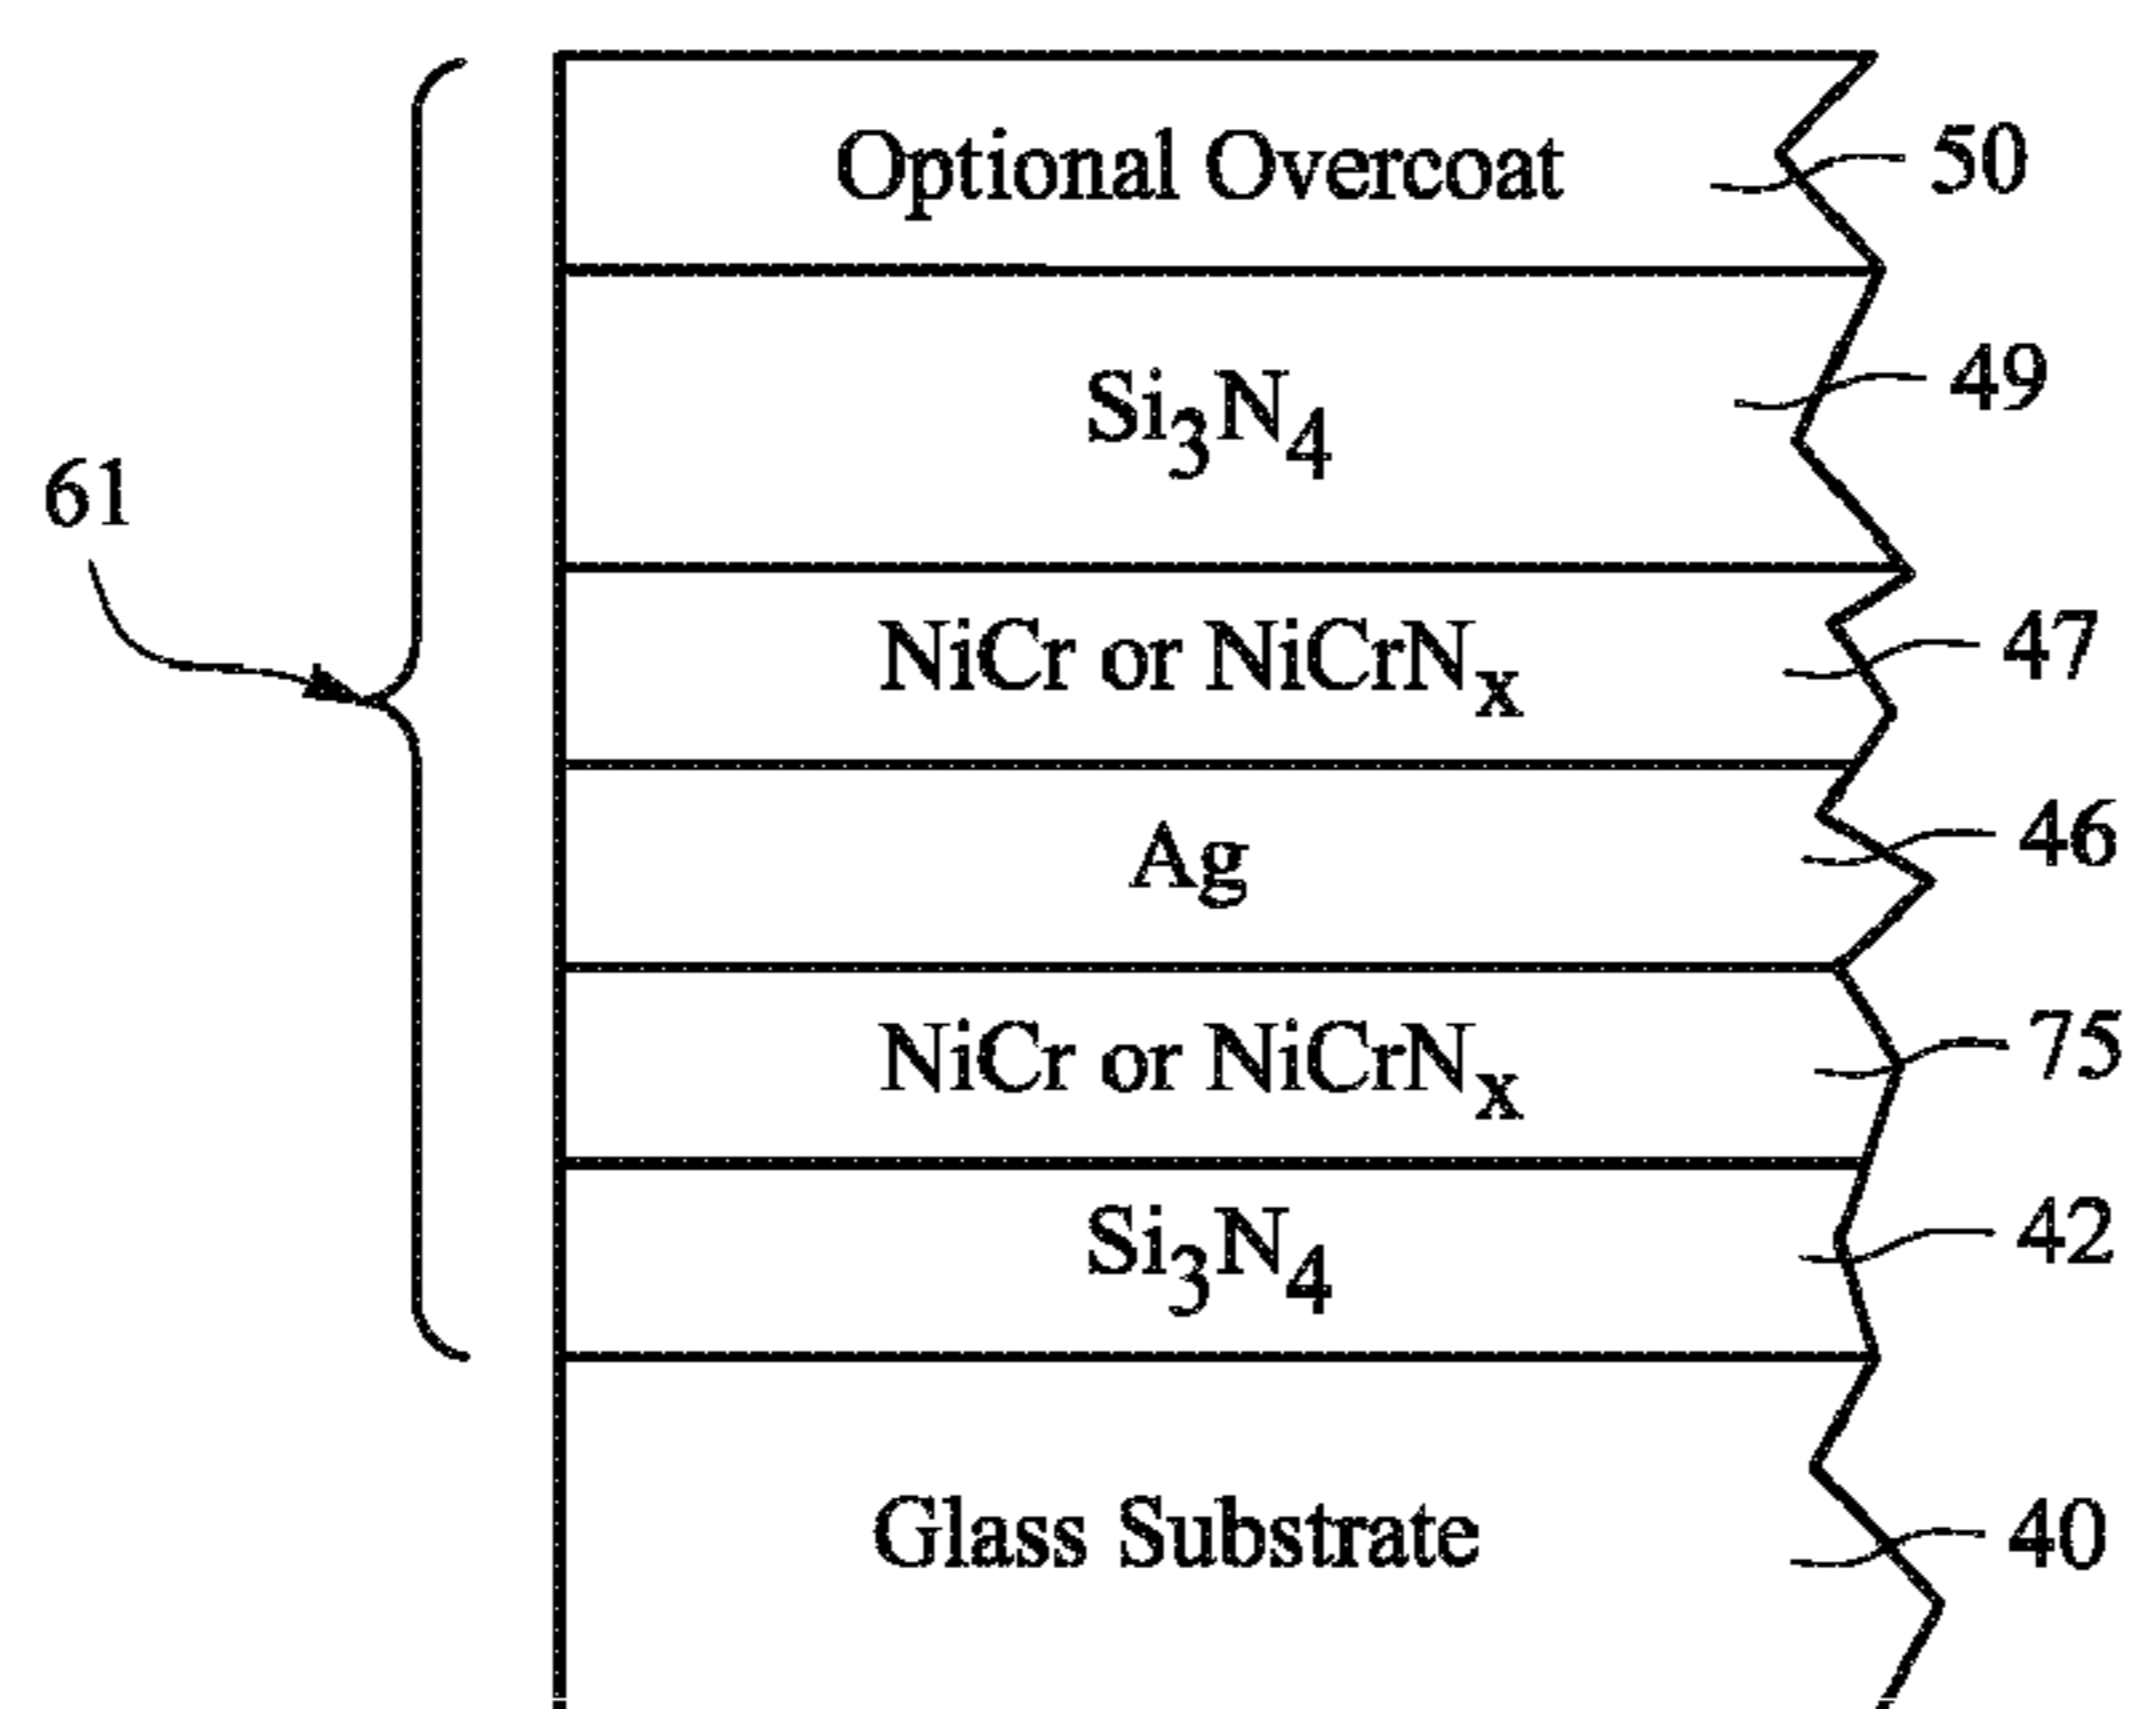 Optional Overcoat 50
Si3N4 49
61
NiCr or NiCrNx 47
Ag 46
NiCr or NiCrNx 75
Si3N4 42
Glass Substrate 40